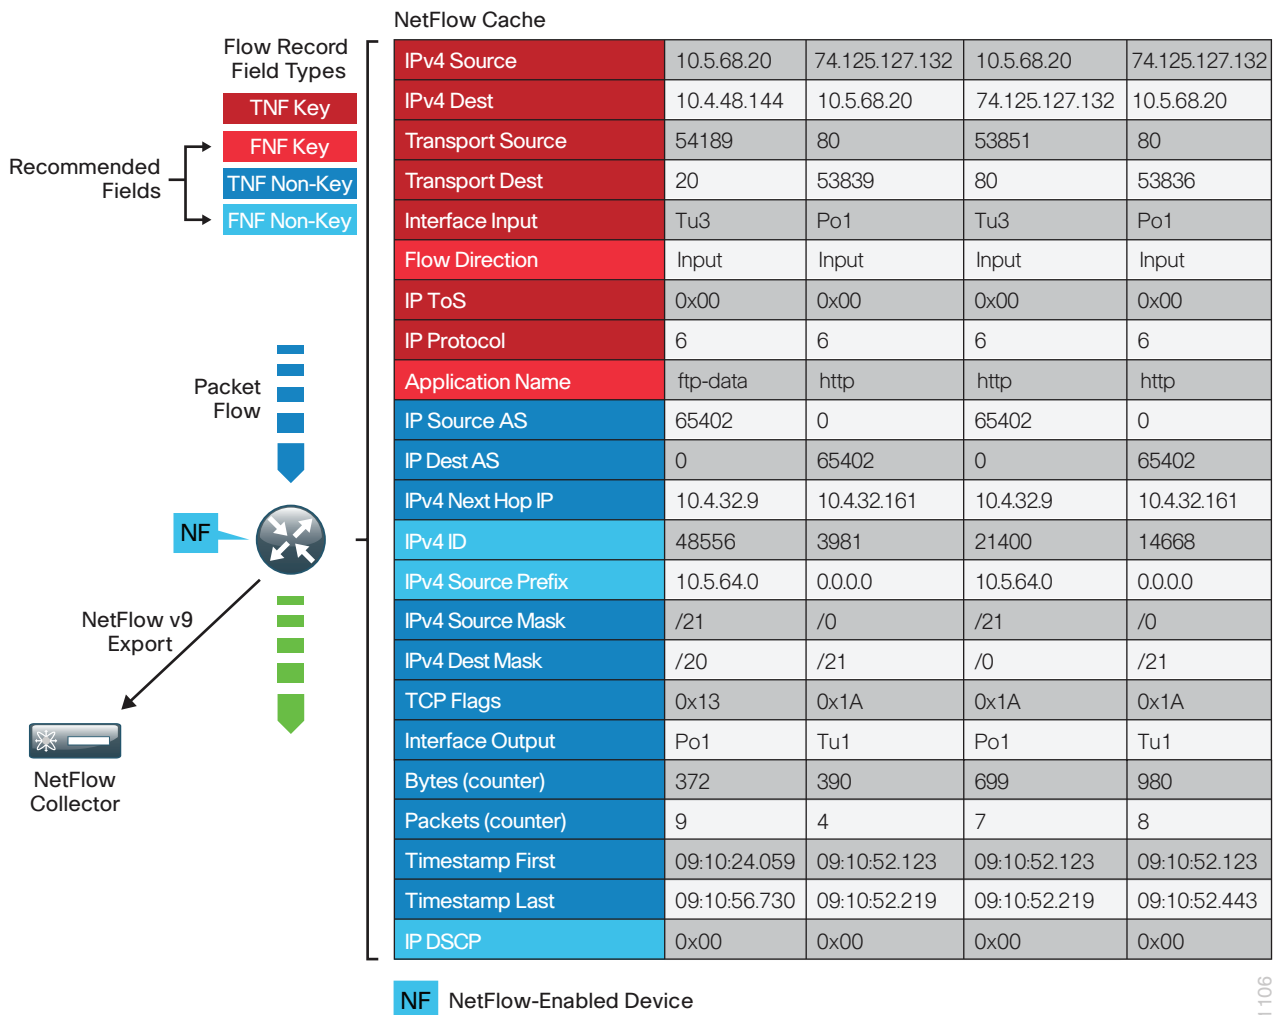 NetFlow Cache
Flow Record
Field Types
TNF Key
FNF Key
TNF Non-Key
FNF Non-Key
Recommended
Fields
Packet
Flow
NF
NetFlow v9
Export
NetFlow
Collector
IPv4 Source 10.5.68.20 74.125.127.132 10.5.68.20 74.125.127.132
IPv4 Dest 10.4.48.144 10.5.68.20 74.125.127.132 10.5.68.20
Transport Source 54189 80 53851 80
Transport Dest 20 53839 80 53836
Interface Input Tu3 Po1 Tu3 Po1
Flow Direction Input Input Input Input
IP ToS 0x00 0x00 0x00 0x00
IP Protocol 6 6 6 6
Application Name ftp-data http http http
IP Source AS 65402 0 65402 0
IP Dest AS 0 65402 0 65402
IPv4 Next Hop IP 10.4.32.9 10.4.32.161 10.4.32.9 10.4.32.161
IPv4 ID 48556 3981 21400 14668
IPv4 Source Prefix 10.5.64.0 0.0.0.0 10.5.64.0 0.0.0.0
IPv4 Source Mask /21 /0 /21 /0
IPv4 Dest Mask /20 /21 /0 /21
TCP Flags 0x13 0x1A 0x1A 0x1A
Interface Output Po1 Tu1 Po1 Tu1
Bytes (counter) 372 390 699 980
Packets (counter) 9 4 7 8
Timestamp First 09:10:24.059 09:10:52.123 09:10:52.123 09:10:52.123
Timestamp Last 09:10:56.730 09:10:52.219 09:10:52.219 09:10:52.443
IP DSCP 0x00 0x00 0x00 0x00
NF NetFlow-Enabled Device